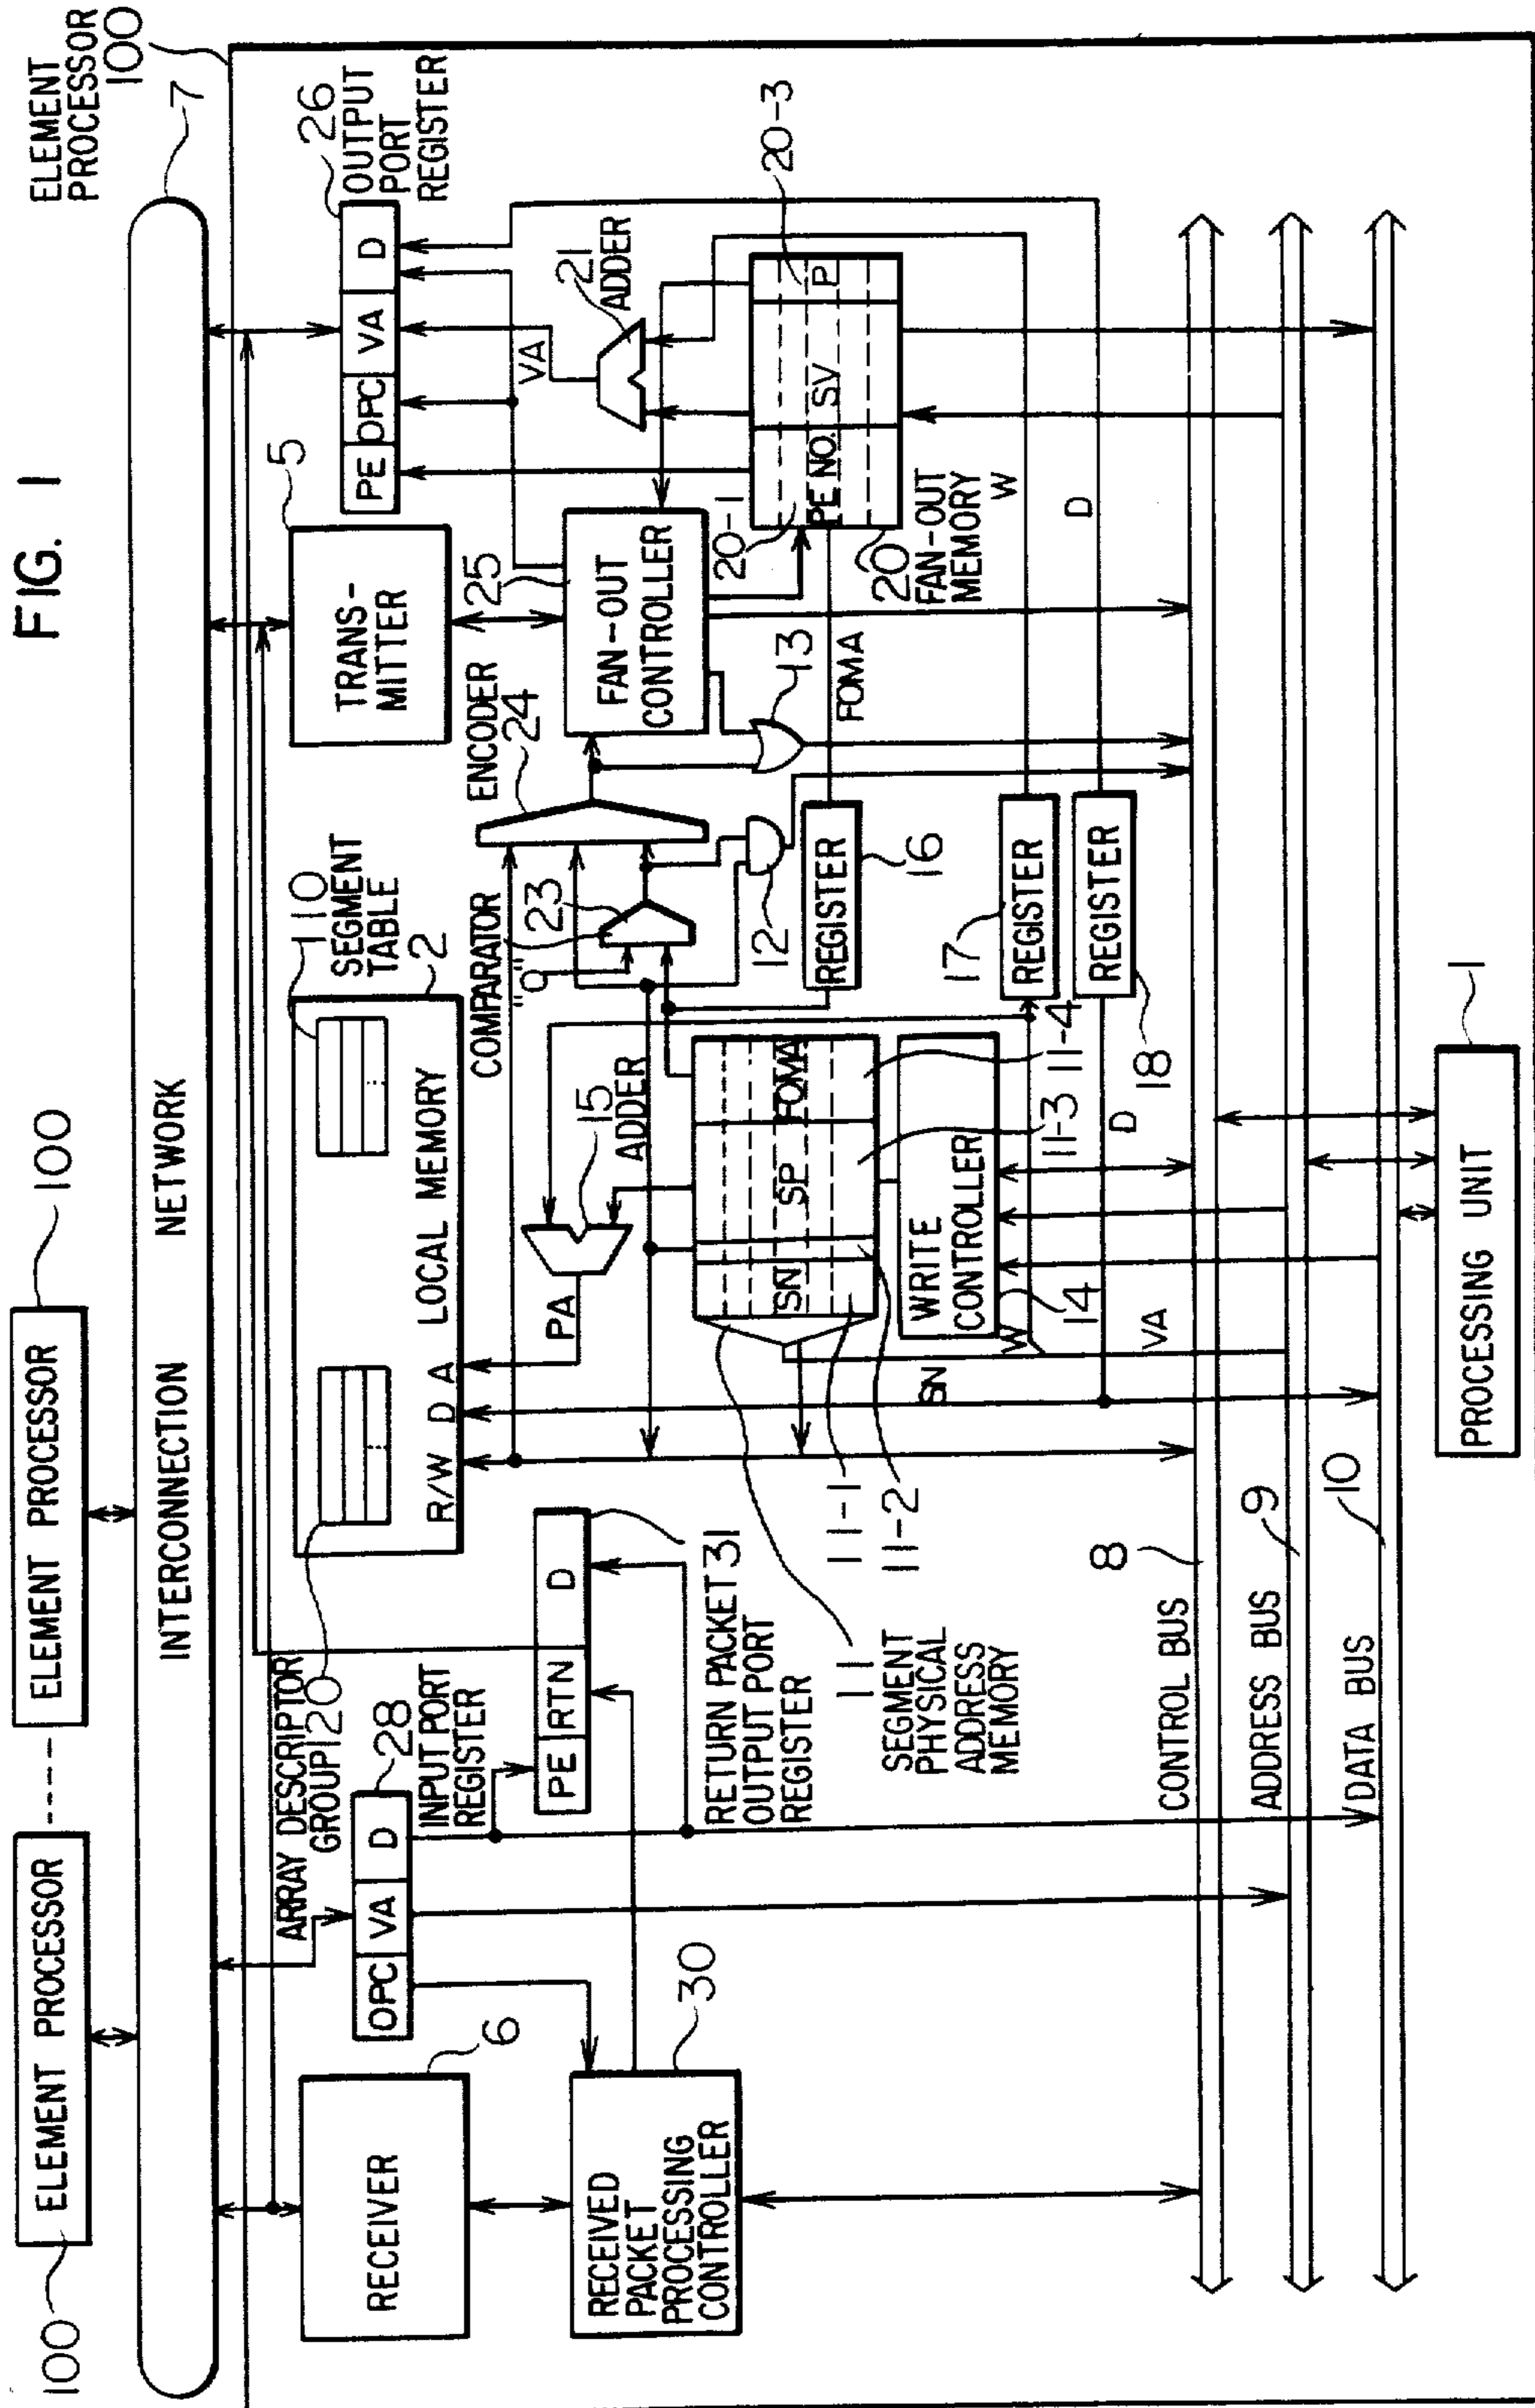 FIG. 1
100
ELEMENT PROCESSOR
ELEMENT PROCESSOR
100
ELEMENT
PROCESSOR
100
INTERCONNECTION
NETWORK
7
RECEIVER
6
ARRAY DESCRIPTOR
GROUP 120
OPC
VA
D
28
INPUT PORT
REGISTER
110
SEGMENT
TABLE
2
R/W
D
A
LOCAL MEMORY
TRANS-
MITTER
5
PE
OPC
VA
D
26
OUTPUT
PORT
REGISTER
RECEIVED
PACKET
PROCESSING
CONTROLLER
30
PE
RTN
D
RETURN PACKET 31
OUTPUT PORT
REGISTER
PA
15
ADDER
COMPARATOR
"0"
23
ENCODER
24
FAN-OUT
CONTROLLER
25
VA
21
ADDER
11
SEGMENT
PHYSICAL
ADDRESS
MEMORY
11-1
11-2
SN
SP
FOMA
11-3
11-4
WRITE
CONTROLLER
14
12
13
REGISTER
16
FOMA
20-1
PE NO.
SV
P
20-3
20
FAN-OUT
MEMORY
SN
W
VA
REGISTER
17
W
D
REGISTER
18
D
CONTROL BUS
8
ADDRESS BUS
9
DATA BUS
10
PROCESSING UNIT
1